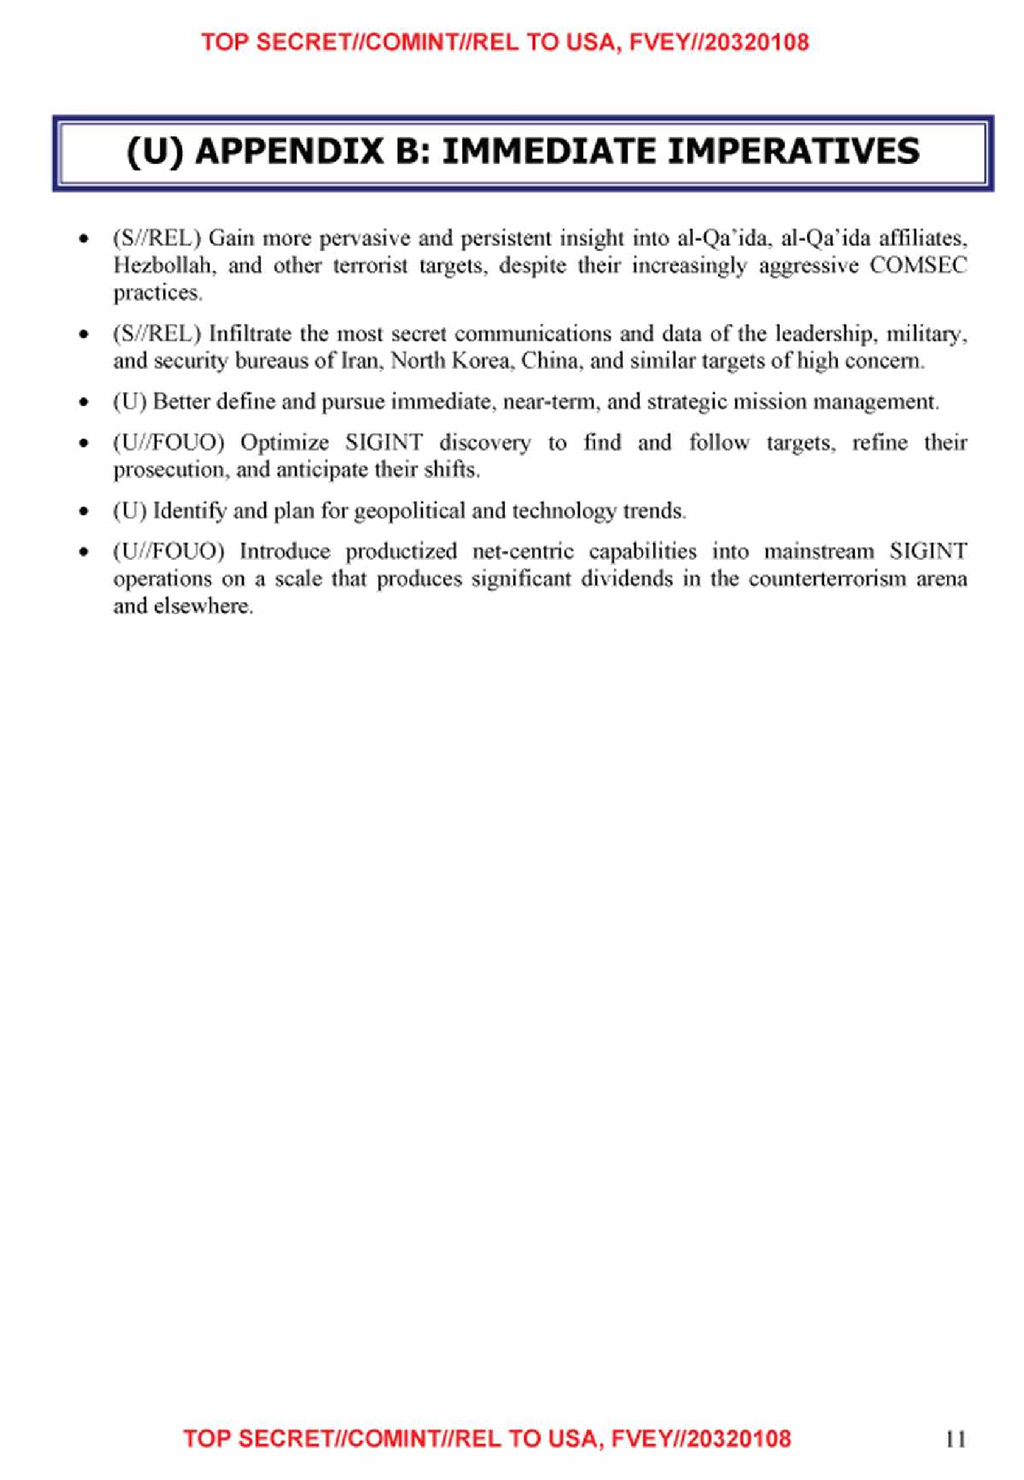 TOP SECRET//COMINT//REL TO USA, FVEY//20320108
(U) APPENDIX B: IMMEDIATE IMPERATIVES
• (S//REL) Gain more pervasive and persistent insight into al-Qa'ida, al-Qa'ida affiliates,
Hezbollah, and other terrorist targets, despite their increasingly aggressive COMSEC
practices.
• (S//REL) Infiltrate the most secret communications and data of the leadership, military,
and security bureaus of Iran, North Korea, China, and similar targets of high concern.
• (U) Better define and pursue immediate, near-term, and strategic mission management.
• (U//FOUO) Optimize SIGINT discovery to find and follow targets, refine their
prosecution, and anticipate their shifts.
• (U) Identify and plan for geopolitical and technology trends.
• (U//FOUO) Introduce productized net-centric capabilities into mainstream SIGINT
operations on a scale that produces significant dividends in the counterterrorism arena
and elsewhere.
TOP SECRET//COMINT//REL TO USA, FVEY//20320108
11